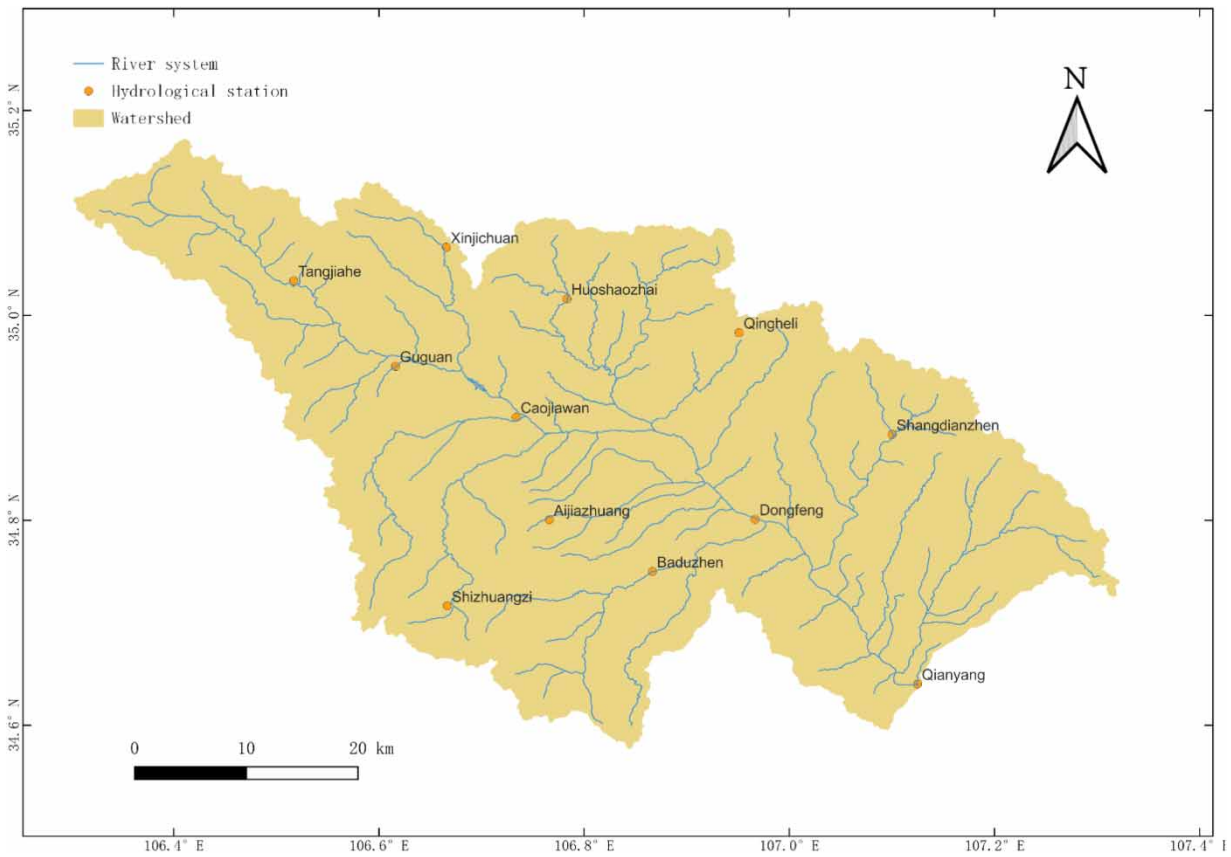 River system
Hydrological station
Watershed
N
35.2° N
35.0° N
34.8° N
34.6° N
Xinjichuan
Tangjiahe
Huoshaozhai
Qingheli
Guguan
Caojiawan
Shangdianzhen
Aijiazhuang
Dongfeng
Baduzhen
Shizhuangzi
Qianyang
0 10 20 km
106.4° E 106.6° E 106.8° E 107.0° E 107.2° E 107.4° E